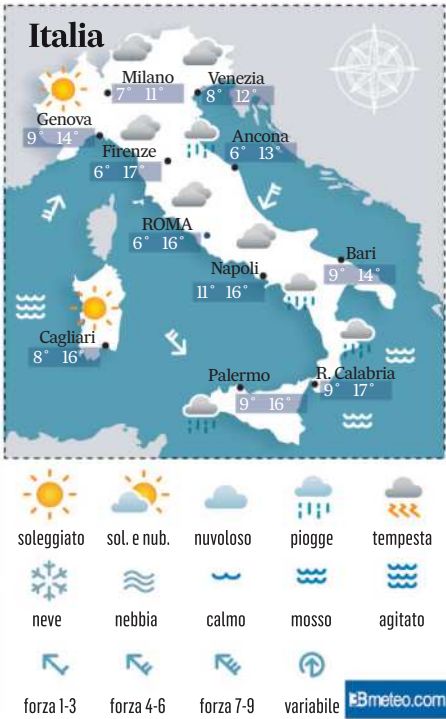 Italia
Milano
7° 11°
Venezia
8° 12°
Genova
9° 14°
Firenze
6° 17°
Ancona
6° 13°
ROMA
6° 16°
Napoli
11° 16°
Bari
9° 14°
Cagliari
8° 16°
Palermo
9° 16°
R. Calabria
9° 17°
soleggiato sol. e nub. nuvoloso piogge tempesta
neve nebbia calmo mosso agitato
forza 1-3 forza 4-6 forza 7-9 variabile
3Bmeteo.com